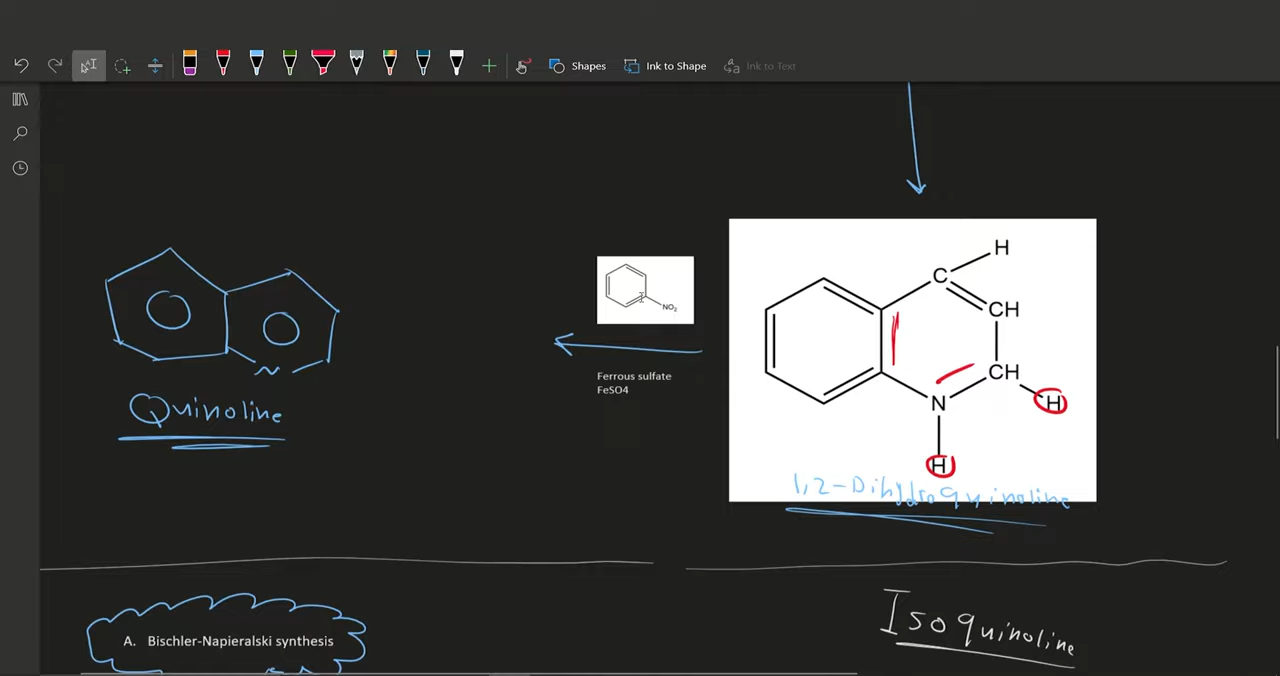 Shapes
Ink to Shape
Ink to Text
H
C
CH
CH
H
N
H
NO2
Ferrous sulfate
FeSO4
N
Quinoline
1,2-Dihydroquinoline
A. Bischler-Napieralski synthesis
Isoquinoline